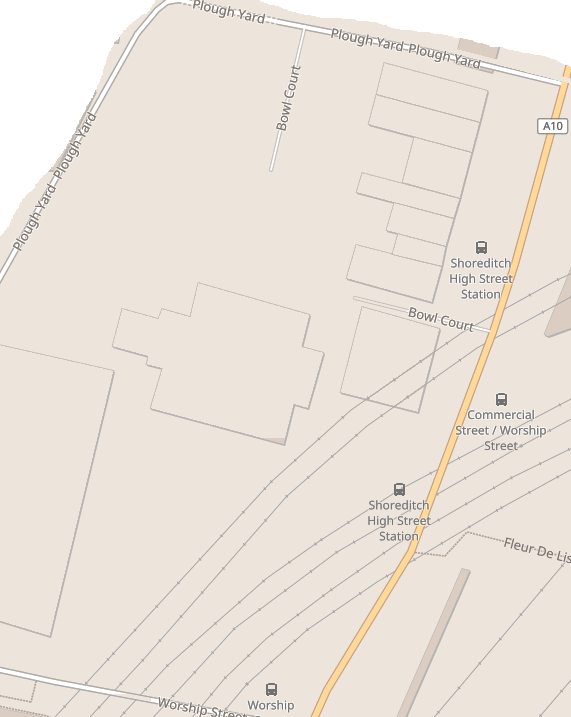 Plough Yard
Plough Yard Plough Yard
Bowl Court
A10
Plough Yard Plough Yard
Shoreditch
High Street
Station
Bowl Court
Commercial
Street / Worship
Street
Shoreditch
High Street
Station
Fleur De Lis
Worship
Worship Street